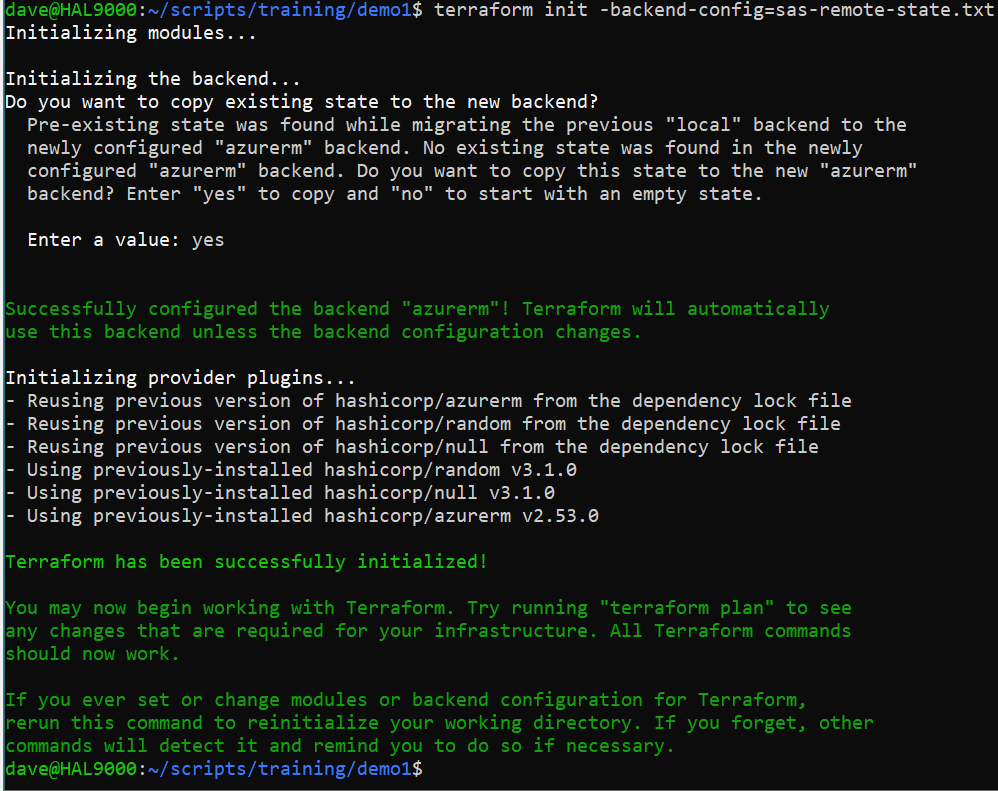 dave@HAL9000:~/scripts/training/demo1$ terraform init -backend-config=sas-remote-state.txt
Initializing modules...
Initializing the backend...
Do you want to copy existing state to the new backend?
Pre-existing state was found while migrating the previous "local" backend to the
newly configured "azurerm" backend. No existing state was found in the newly
configured "azurerm" backend. Do you want to copy this state to the new "azurerm"
backend? Enter "yes" to copy and "no" to start with an empty state.
Enter a value: yes
Successfully configured the backend "azurerm"! Terraform will automatically
use this backend unless the backend configuration changes.
Initializing provider plugins...
- Reusing previous version of hashicorp/azurerm from the dependency lock file
- Reusing previous version of hashicorp/random from the dependency lock file
- Reusing previous version of hashicorp/null from the dependency lock file
- Using previously-installed hashicorp/random v3.1.0
- Using previously-installed hashicorp/null v3.1.0
- Using previously-installed hashicorp/azurerm v2.53.0
Terraform has been successfully initialized!
You may now begin working with Terraform. Try running "terraform plan" to see
any changes that are required for your infrastructure. All Terraform commands
should now work.
If you ever set or change modules or backend configuration for Terraform,
rerun this command to reinitialize your working directory. If you forget, other
commands will detect it and remind you to do so if necessary.
dave@HAL9000:~/scripts/training/demo1$